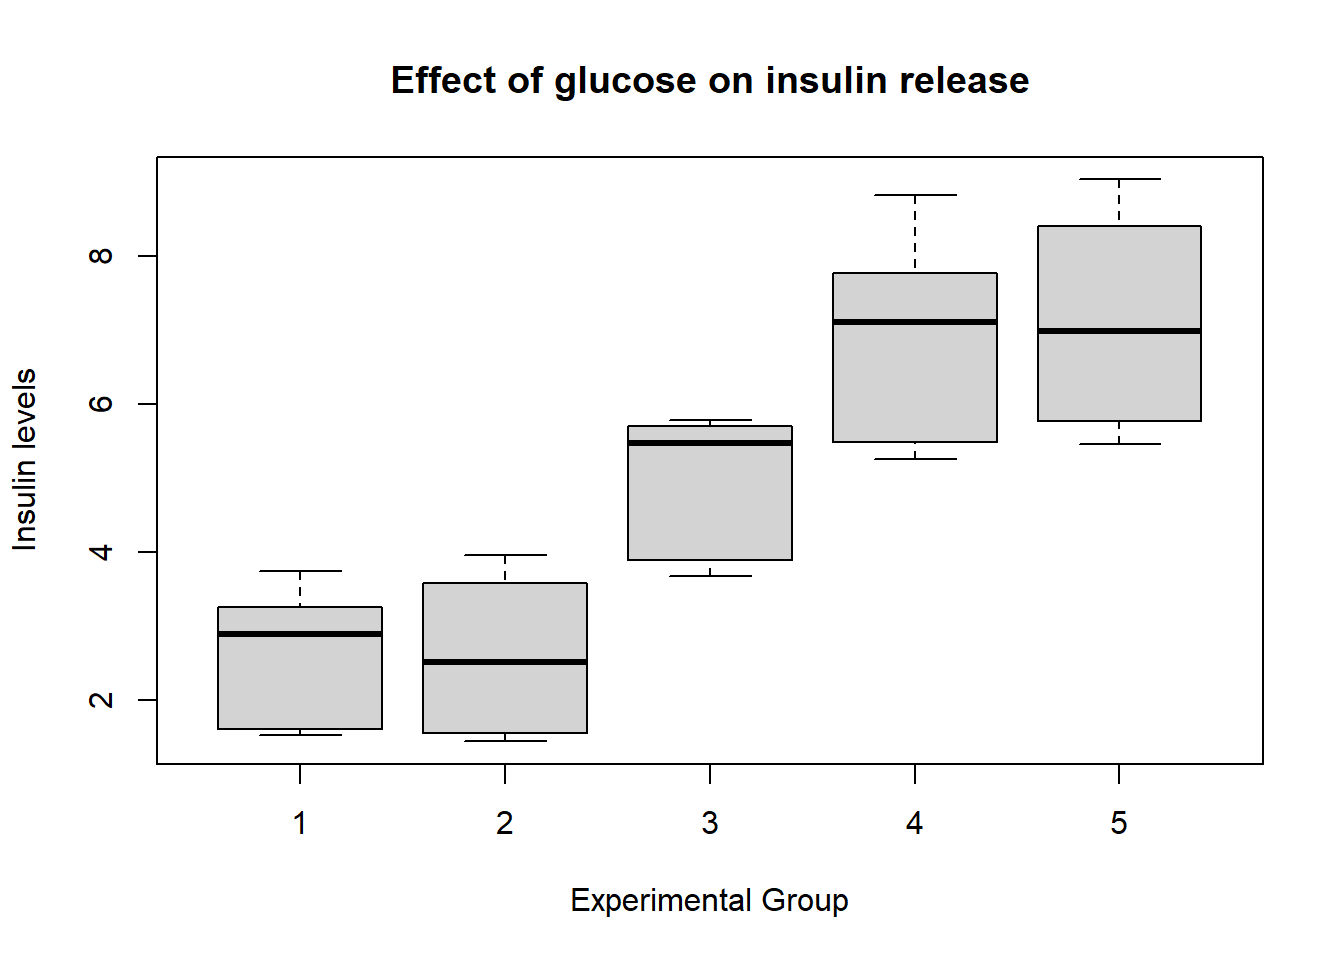 Effect of glucose on insulin release
Insulin levels
8
6
4
2
1 2 3 4 5
Experimental Group